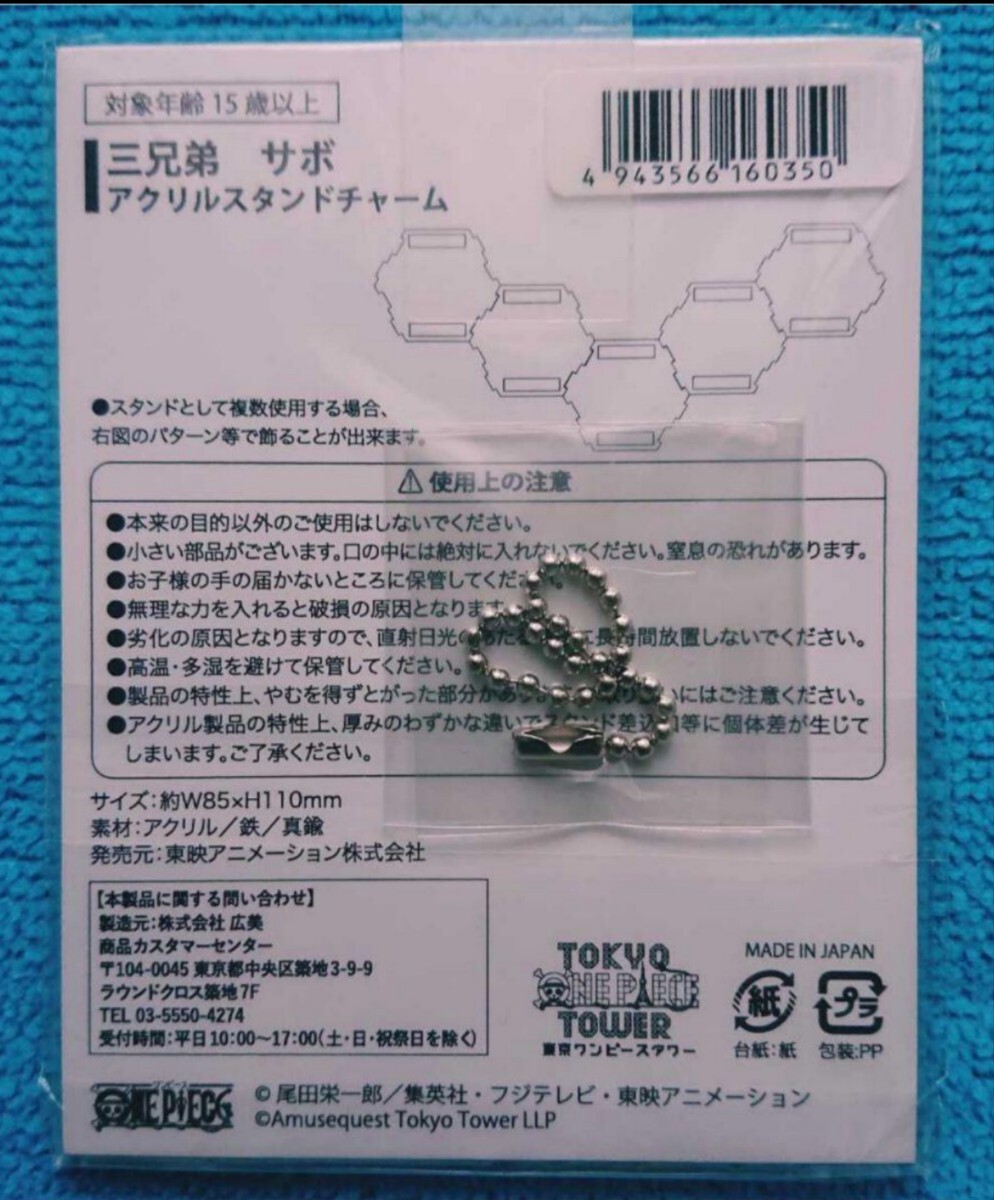 対象年齢15歳以上
4 943566 160350
三兄弟 サボ
アクリルスタンドチャーム
●スタンドとして複数使用する場合、
右図のパターン等で飾ることが出来ます。
⚠使用上の注意
●本来の目的以外のご使用はしないでください。
●小さい部品がございます。口の中には絶対に入れないでください。窒息の恐れがあります。
●お子様の手の届かないところに保管してくださ
●無理な力を入れると破損の原因となります
●劣化の原因となりますので、直射日光のあたる に長時間放置しないでください。
●高温・多湿を避けて保管してください。
●製品の特性上、やむを得ずとがった部分があ にはご注意ください。
●アクリル製品の特性上、厚みのわずかな違いでスタンド差込口等に個体差が生じて
しまいます。ご了承ください。
サイズ:約W85×H110mm
素材:アクリル/鉄/真鍮
発売元:東映アニメーション株式会社
【本製品に関する問い合わせ】
製造元:株式会社 広美
商品カスタマーセンター
〒104-0045 東京都中央区築地3-9-9
ラウンドクロス築地7F
TEL 03-5550-4274
受付時間:平日10:00〜17:00(土・日・祝祭日を除く)
TOKYO
ONE PIECE
TOWER
東京ワンピースタワー
MADE IN JAPAN
紙
プラ
台紙:紙
包装:PP
ワンピース
ONE PIECE
© 尾田栄一郎/集英社・フジテレビ・東映アニメーション
©Amusequest Tokyo Tower LLP